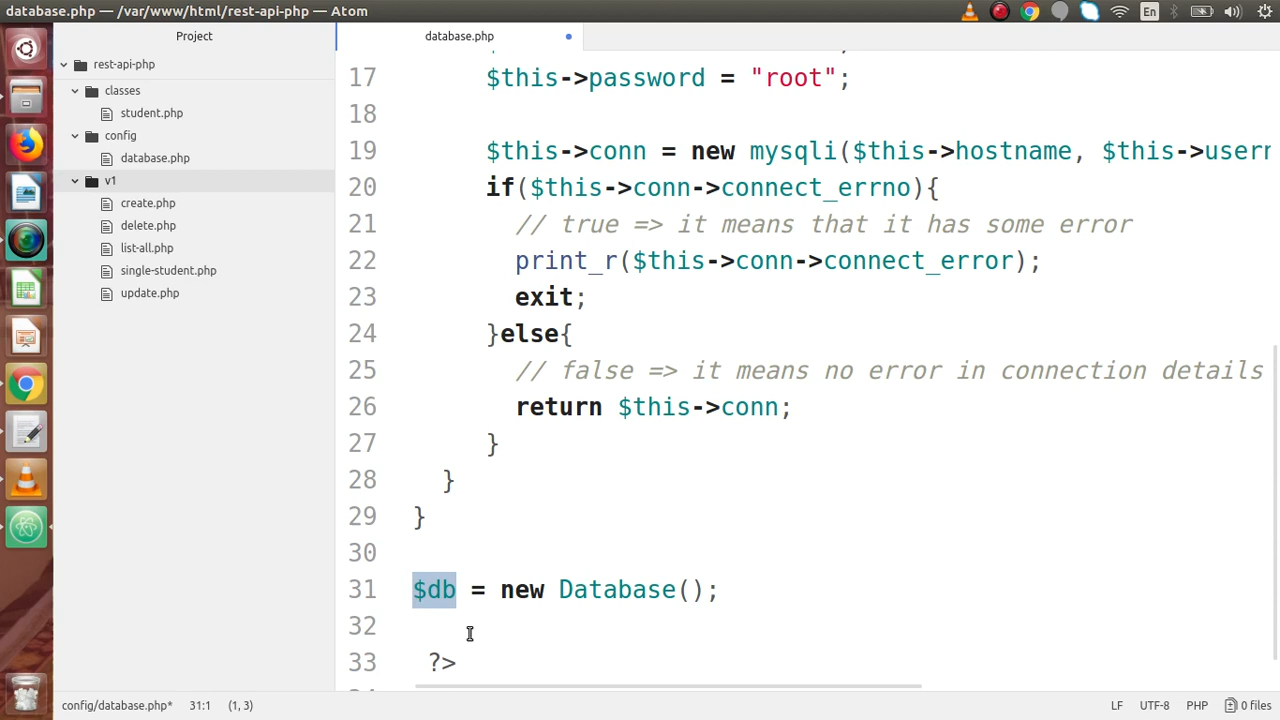 database.php — /var/www/html/rest-api-php — Atom
En
Project
rest-api-php
classes
student.php
config
database.php
v1
create.php
delete.php
list-all.php
single-student.php
update.php
database.php
17 $this->password = "root";
18
19 $this->conn = new mysqli($this->hostname, $this->usern
20 if($this->conn->connect_errno){
21 // true => it means that it has some error
22 print_r($this->conn->connect_error);
23 exit;
24 }else{
25 // false => it means no error in connection details
26 return $this->conn;
27 }
28 }
29 }
30
31 $db = new Database();
32
33 ?>
config/database.php* 31:1 (1, 3) LF UTF-8 PHP 0 files